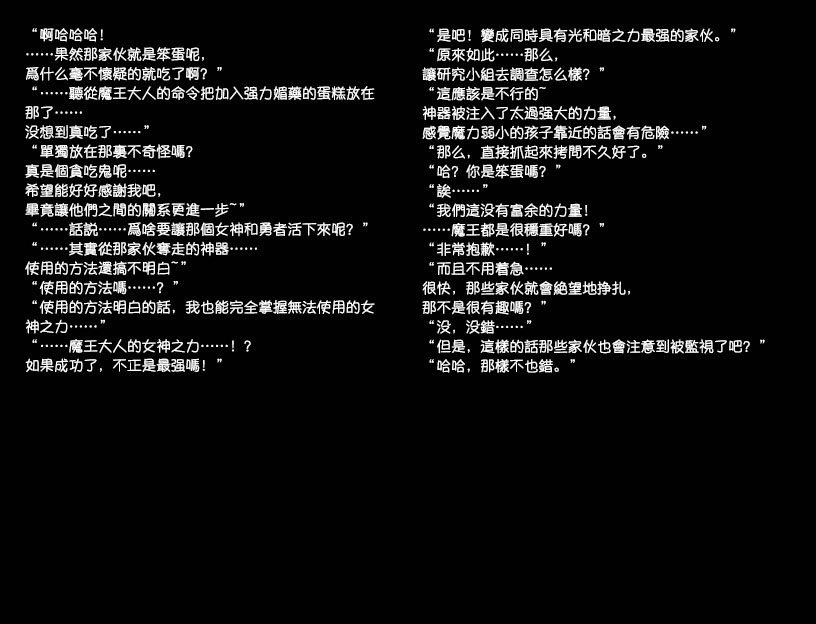 “啊哈哈哈！
……果然那家伙就是笨蛋呢，
爲什么毫不懷疑的就吃了啊？”
“……聽從魔王大人的命令把加入强力媚藥的蛋糕放在
那了……
没想到真吃了……”
“單獨放在那裏不奇怪嗎？
真是個貪吃鬼呢……
希望能好好感謝我吧，
畢竟讓他們之間的關系更進一步~”
“……話説……爲啥要讓那個女神和勇者活下來呢？”
“……其實從那家伙奪走的神器……
使用的方法還搞不明白~”
“使用的方法嗎……？”
“使用的方法明白的話，我也能完全掌握無法使用的女
神之力……”
“……魔王大人的女神之力……！？
如果成功了，不正是最强嗎！”
“是吧！變成同時具有光和暗之力最强的家伙。”
“原來如此……那么，
讓研究小組去調查怎么樣？”
“這應該是不行的~
神器被注入了太過强大的力量，
感覺魔力弱小的孩子靠近的話會有危險……”
“那么，直接抓起來拷問不久好了。”
“哈？你是笨蛋嗎？”
“誒……”
“我們這没有富余的力量！
……魔王都是很穩重好嗎？”
“非常抱歉……！”
“而且不用着急……
很快，那些家伙就會絶望地挣扎，
那不是很有趣嗎？”
“没，没錯……”
“但是，這樣的話那些家伙也會注意到被監視了吧？”
“哈哈，那樣不也錯。”